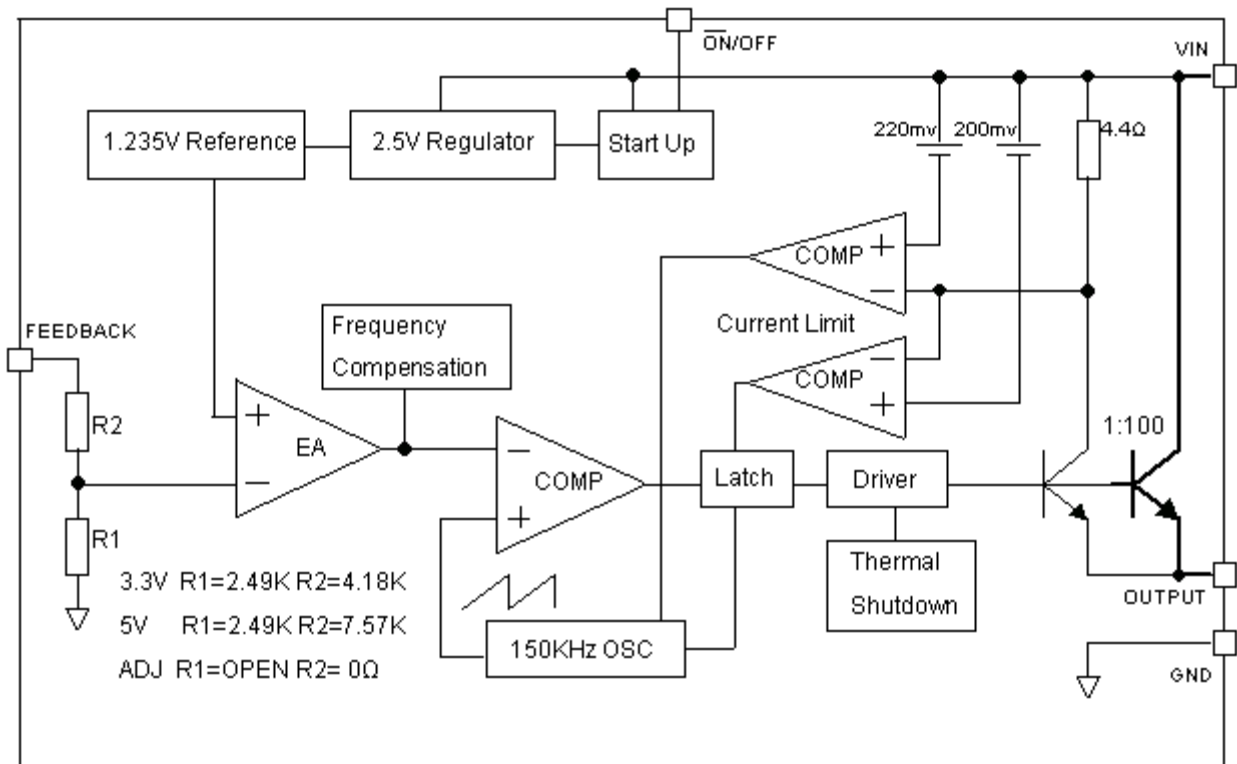 ON/OFF
VIN
1.235V Reference
2.5V Regulator
Start Up
220mv
200mv
4.4Ω
+
COMP
−
Current Limit
−
COMP
+
FEEDBACK
Frequency
Compensation
R2
+
EA
−
−
COMP
+
1:100
Latch
Driver
R1
Thermal
Shutdown
3.3V R1=2.49K R2=4.18K
5V R1=2.49K R2=7.57K
ADJ R1=OPEN R2= 0Ω
150KHz OSC
OUTPUT
GND